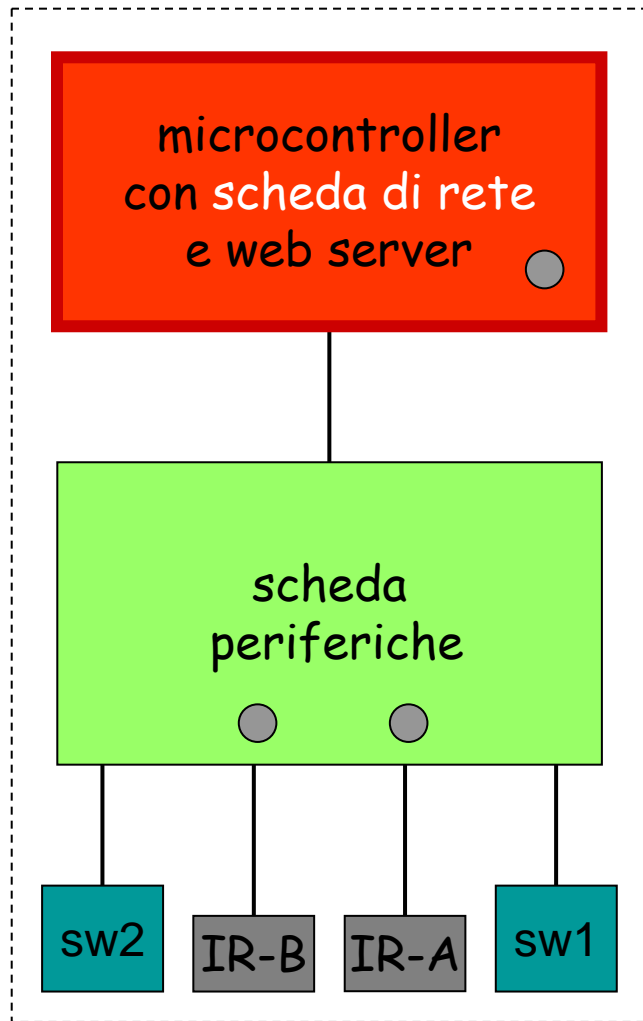 microcontroller
con scheda di rete
e web server
scheda
periferiche
sw2
IR-B
IR-A
sw1